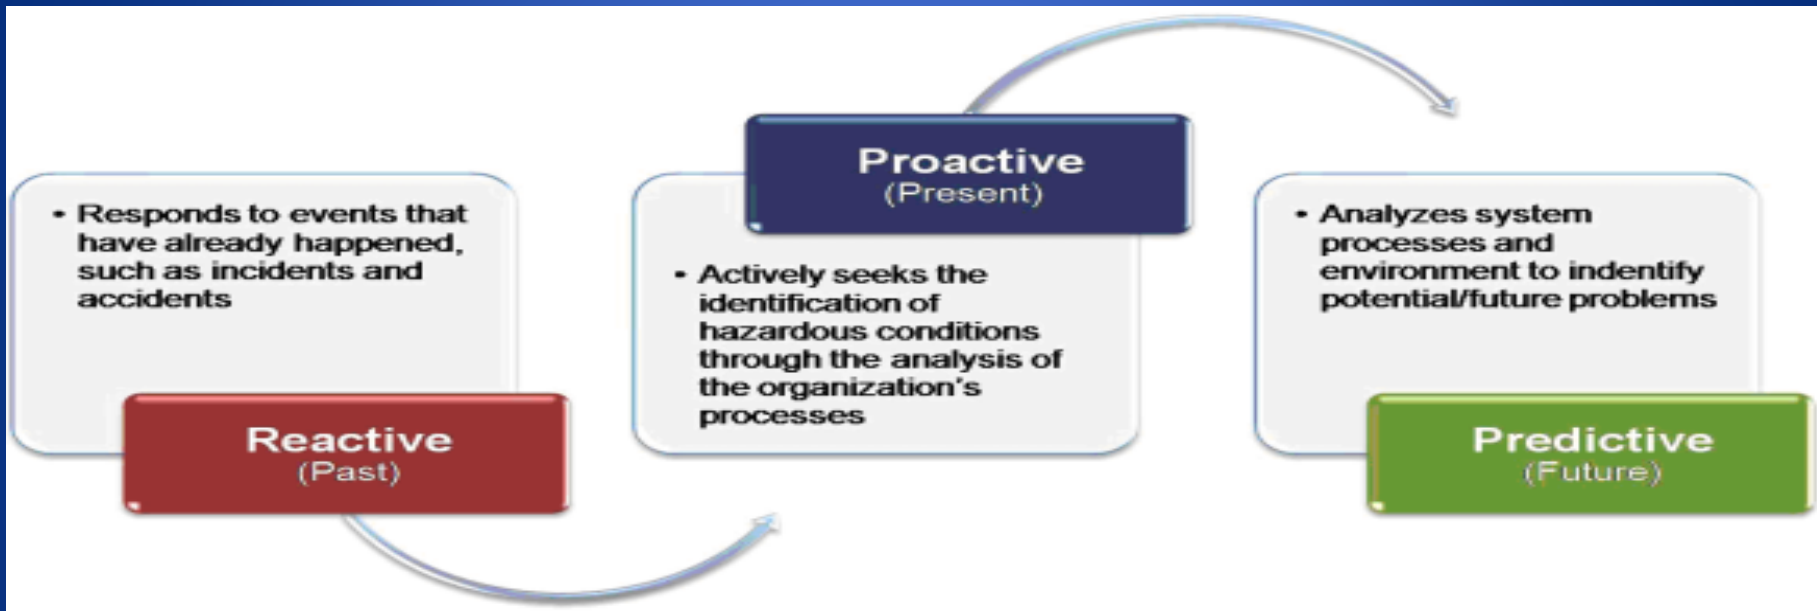 • Responds to events that
have already happened,
such as incidents and
accidents
Reactive
(Past)
Proactive
(Present)
• Actively seeks the
identification of
hazardous conditions
through the analysis of
the organization's
processes
• Analyzes system
processes and
environment to indentify
potential/future problems
Predictive
(Future)